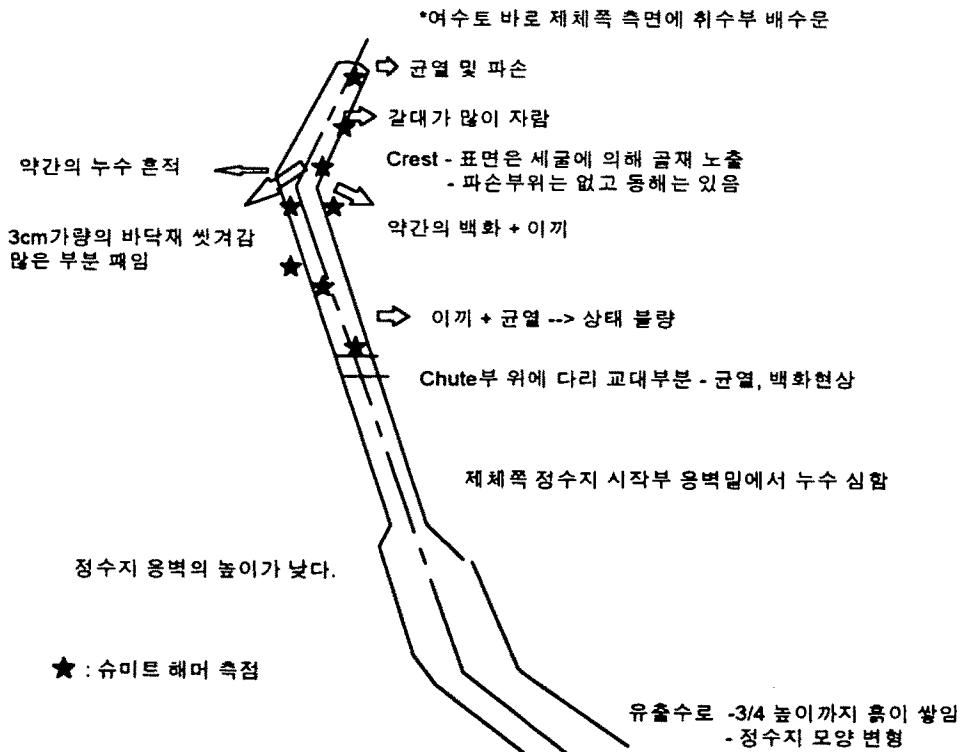 *여수토 바로 제체쪽 측면에 취수부 배수운
균열 및 파손
갈대가 많이 자람
약간의 누수 흔적
Crest - 표면은 세굴에 의해 골재 노출
- 파손부위는 없고 동해는 있음
약간의 백화 + 이끼
3cm가량의 바닥재 씻겨감
많은 부분 패임
이끼 + 균열 --> 상태 불량
Chute부 위에 다리 교대부분 - 균열, 백화현상
제체쪽 정수지 시작부 옹벽밑에서 누수 심함
정수지 옹벽의 높이가 낮다.
★ : 슈미트 해머 측점
유출수로 -3/4 높이까지 흙이 쌓임
- 정수지 모양 변형